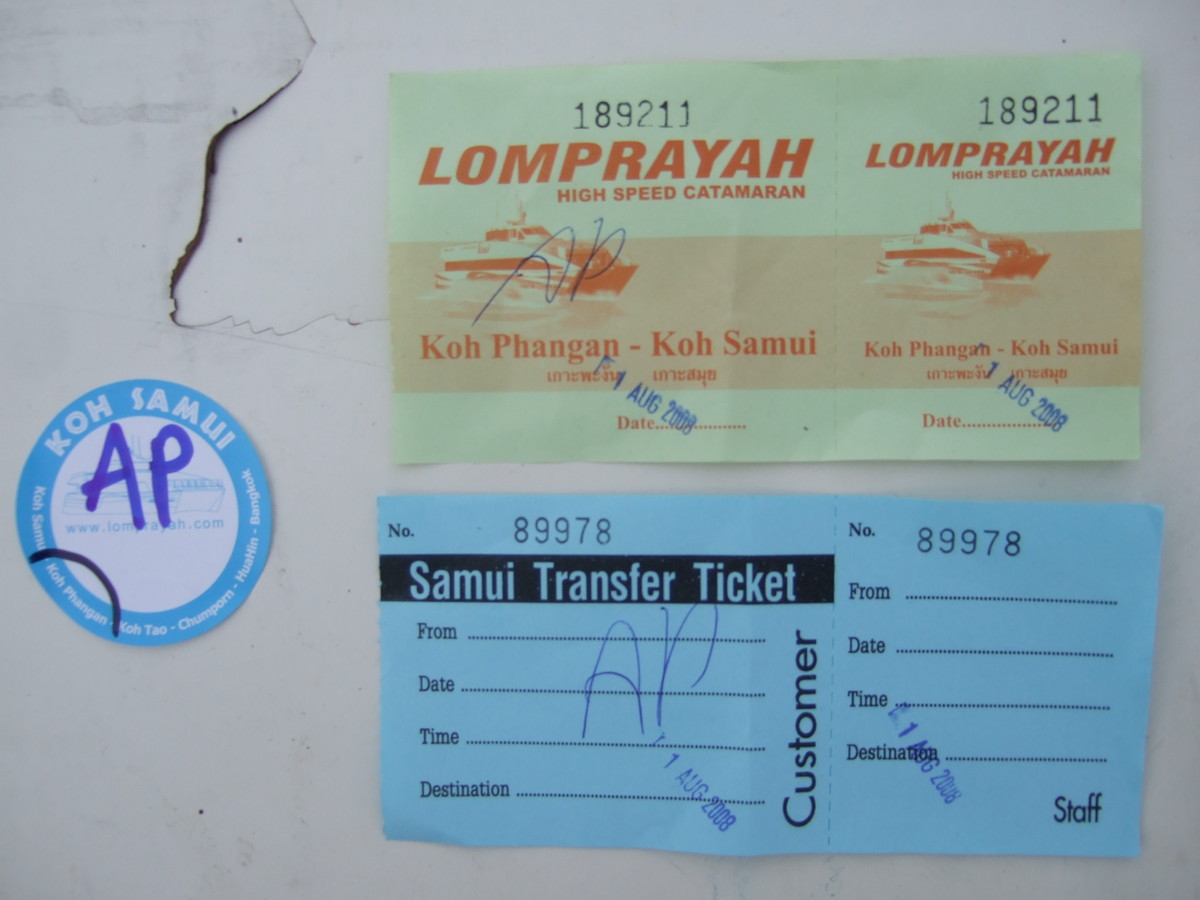 189211
LOMPRAYAH
HIGH SPEED CATAMARAN
AP
Koh Phangan - Koh Samui
เกาะพะงัน เกาะสมุย
1 AUG 2008
Date....................
189211
LOMPRAYAH
HIGH SPEED CATAMARAN
Koh Phangan - Koh Samui
เกาะพะงัน เกาะสมุย
1 AUG 2008
Date....................
KOH SAMUI
AP
www.lomprayah.com
Koh Samui Koh Phangan - Koh Tao - Chumporn - HuaHin - Bangkok
No. 89978
Samui Transfer Ticket
From
AP
Date
Time
Destination
1 AUG 2008
Customer
No. 89978
From
Date
Time
Destination
1 AUG 2008
Staff